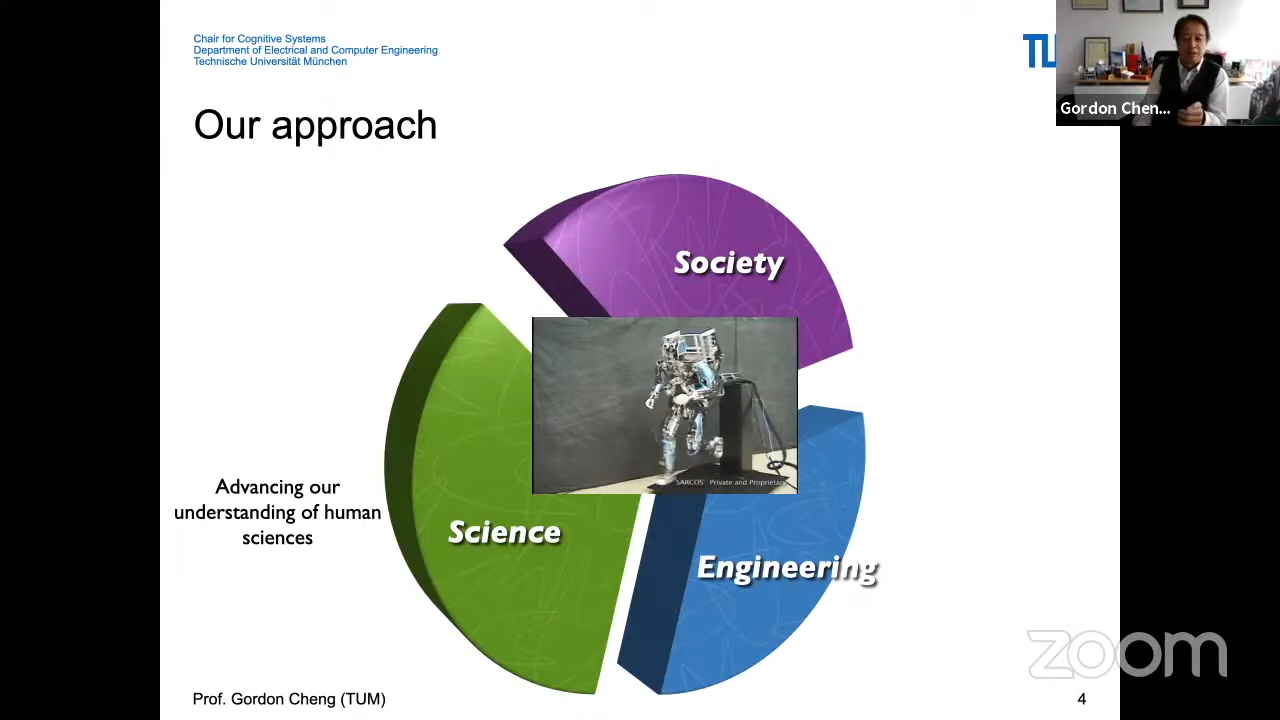 Chair for Cognitive Systems
Department of Electrical and Computer Engineering
Technische Universität München
TU
Gordon Chen...
Our approach
Society
SARCOS Private and Proprietary
Advancing our
understanding of human
sciences
Science
Engineering
zoom
Prof. Gordon Cheng (TUM)
4